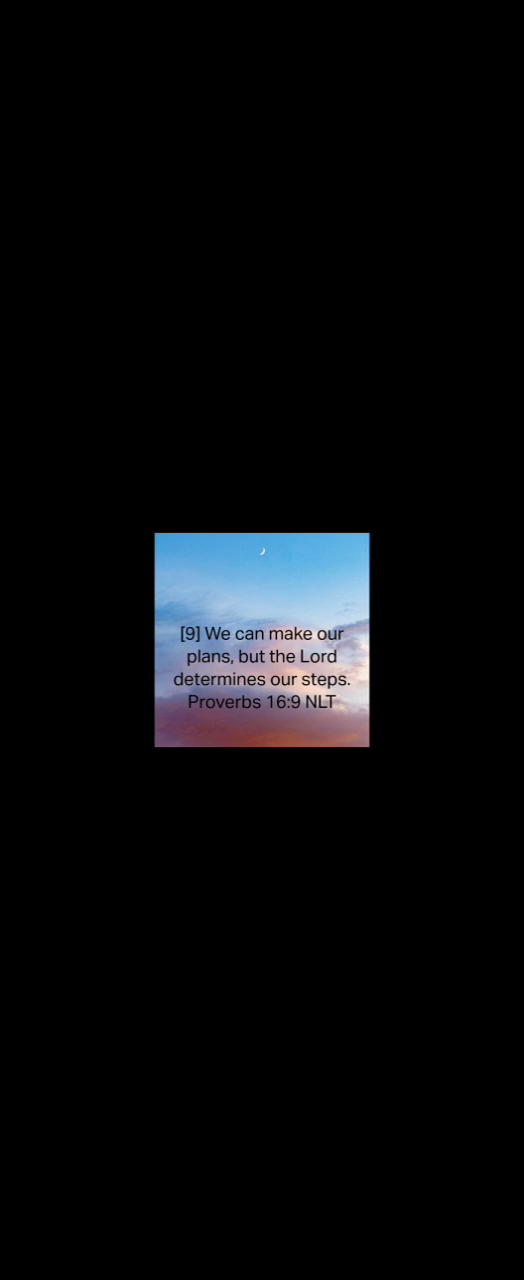 [9] We can make our
plans, but the Lord
determines our steps.
Proverbs 16:9 NLT